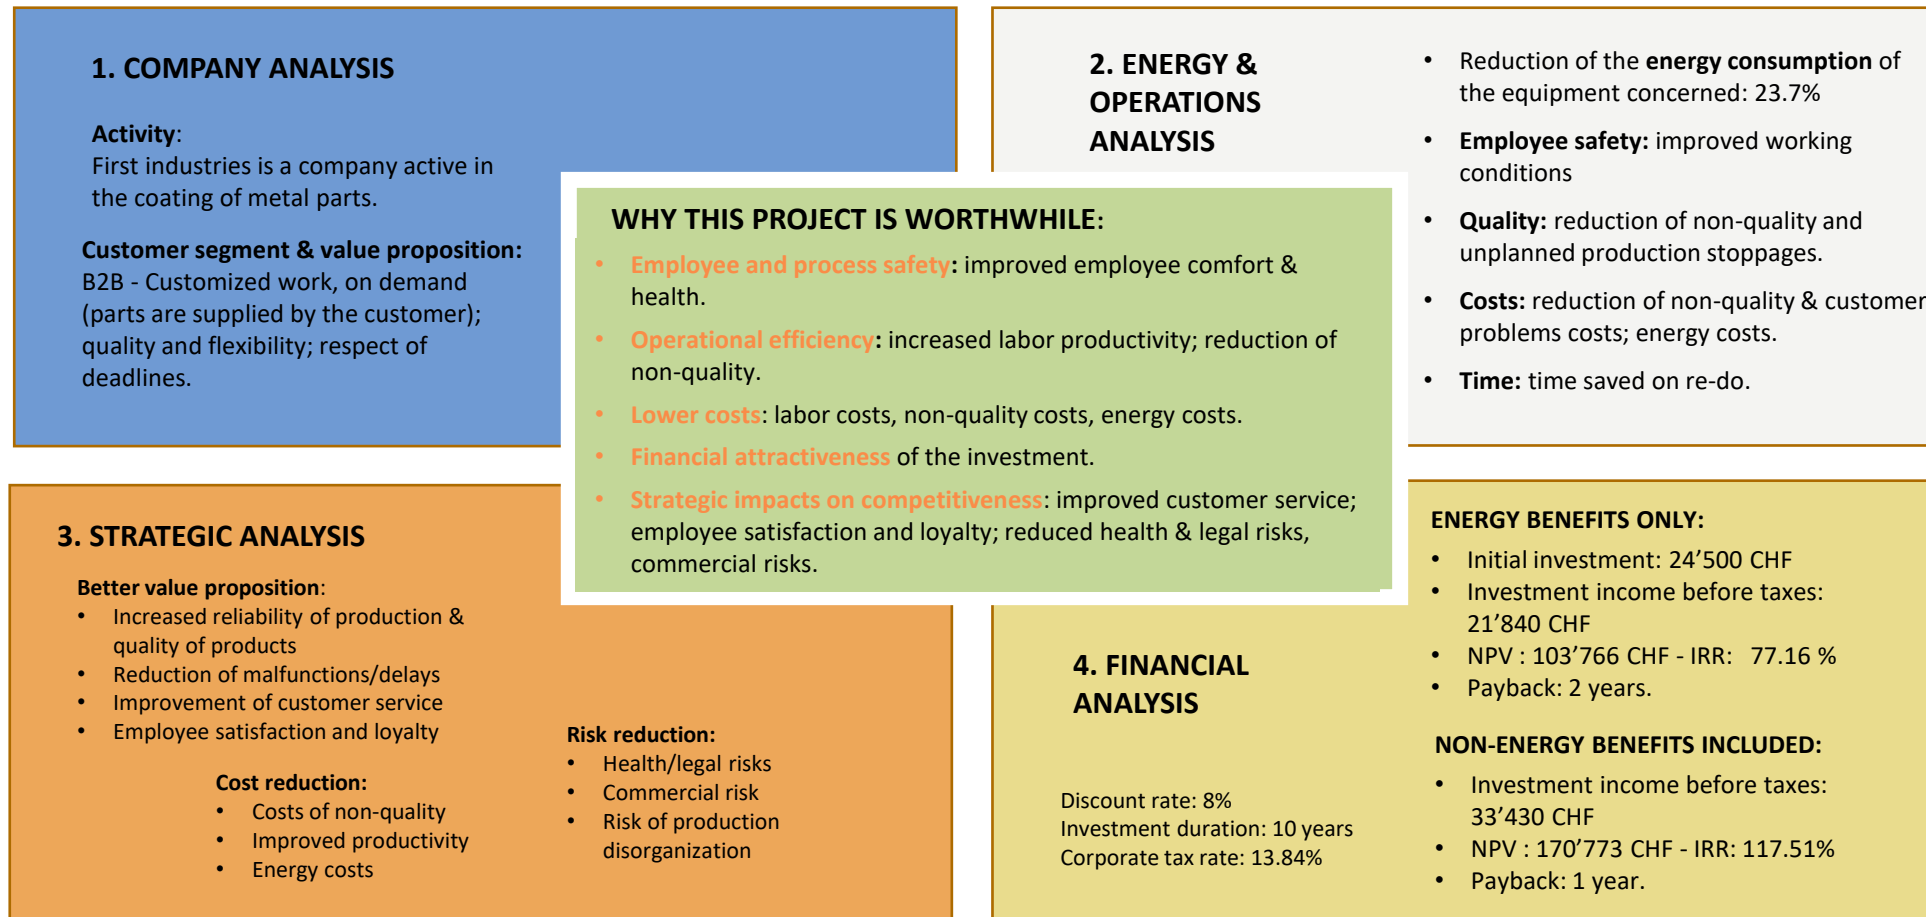 1. COMPANY ANALYSIS
Activity:
First industries is a company active in
the coating of metal parts.
Customer segment & value proposition:
B2B - Customized work, on demand
(parts are supplied by the customer);
quality and flexibility; respect of
deadlines.
2. ENERGY &
OPERATIONS
ANALYSIS
• Reduction of the energy consumption of
the equipment concerned: 23.7%
• Employee safety: improved working
conditions
• Quality: reduction of non-quality and
unplanned production stoppages.
• Costs: reduction of non-quality & customer
problems costs; energy costs.
• Time: time saved on re-do.
WHY THIS PROJECT IS WORTHWHILE:
• Employee and process safety: improved employee comfort &
health.
• Operational efficiency: increased labor productivity; reduction of
non-quality.
• Lower costs: labor costs, non-quality costs, energy costs.
• Financial attractiveness of the investment.
• Strategic impacts on competitiveness: improved customer service;
employee satisfaction and loyalty; reduced health & legal risks,
commercial risks.
3. STRATEGIC ANALYSIS
Better value proposition:
• Increased reliability of production &
quality of products
• Reduction of malfunctions/delays
• Improvement of customer service
• Employee satisfaction and loyalty
Cost reduction:
• Costs of non-quality
• Improved productivity
• Energy costs
Risk reduction:
• Health/legal risks
• Commercial risk
• Risk of production
disorganization
4. FINANCIAL
ANALYSIS
Discount rate: 8%
Investment duration: 10 years
Corporate tax rate: 13.84%
ENERGY BENEFITS ONLY:
• Initial investment: 24’500 CHF
• Investment income before taxes:
21’840 CHF
• NPV : 103’766 CHF - IRR: 77.16 %
• Payback: 2 years.
NON-ENERGY BENEFITS INCLUDED:
• Investment income before taxes:
33’430 CHF
• NPV : 170’773 CHF - IRR: 117.51%
• Payback: 1 year.